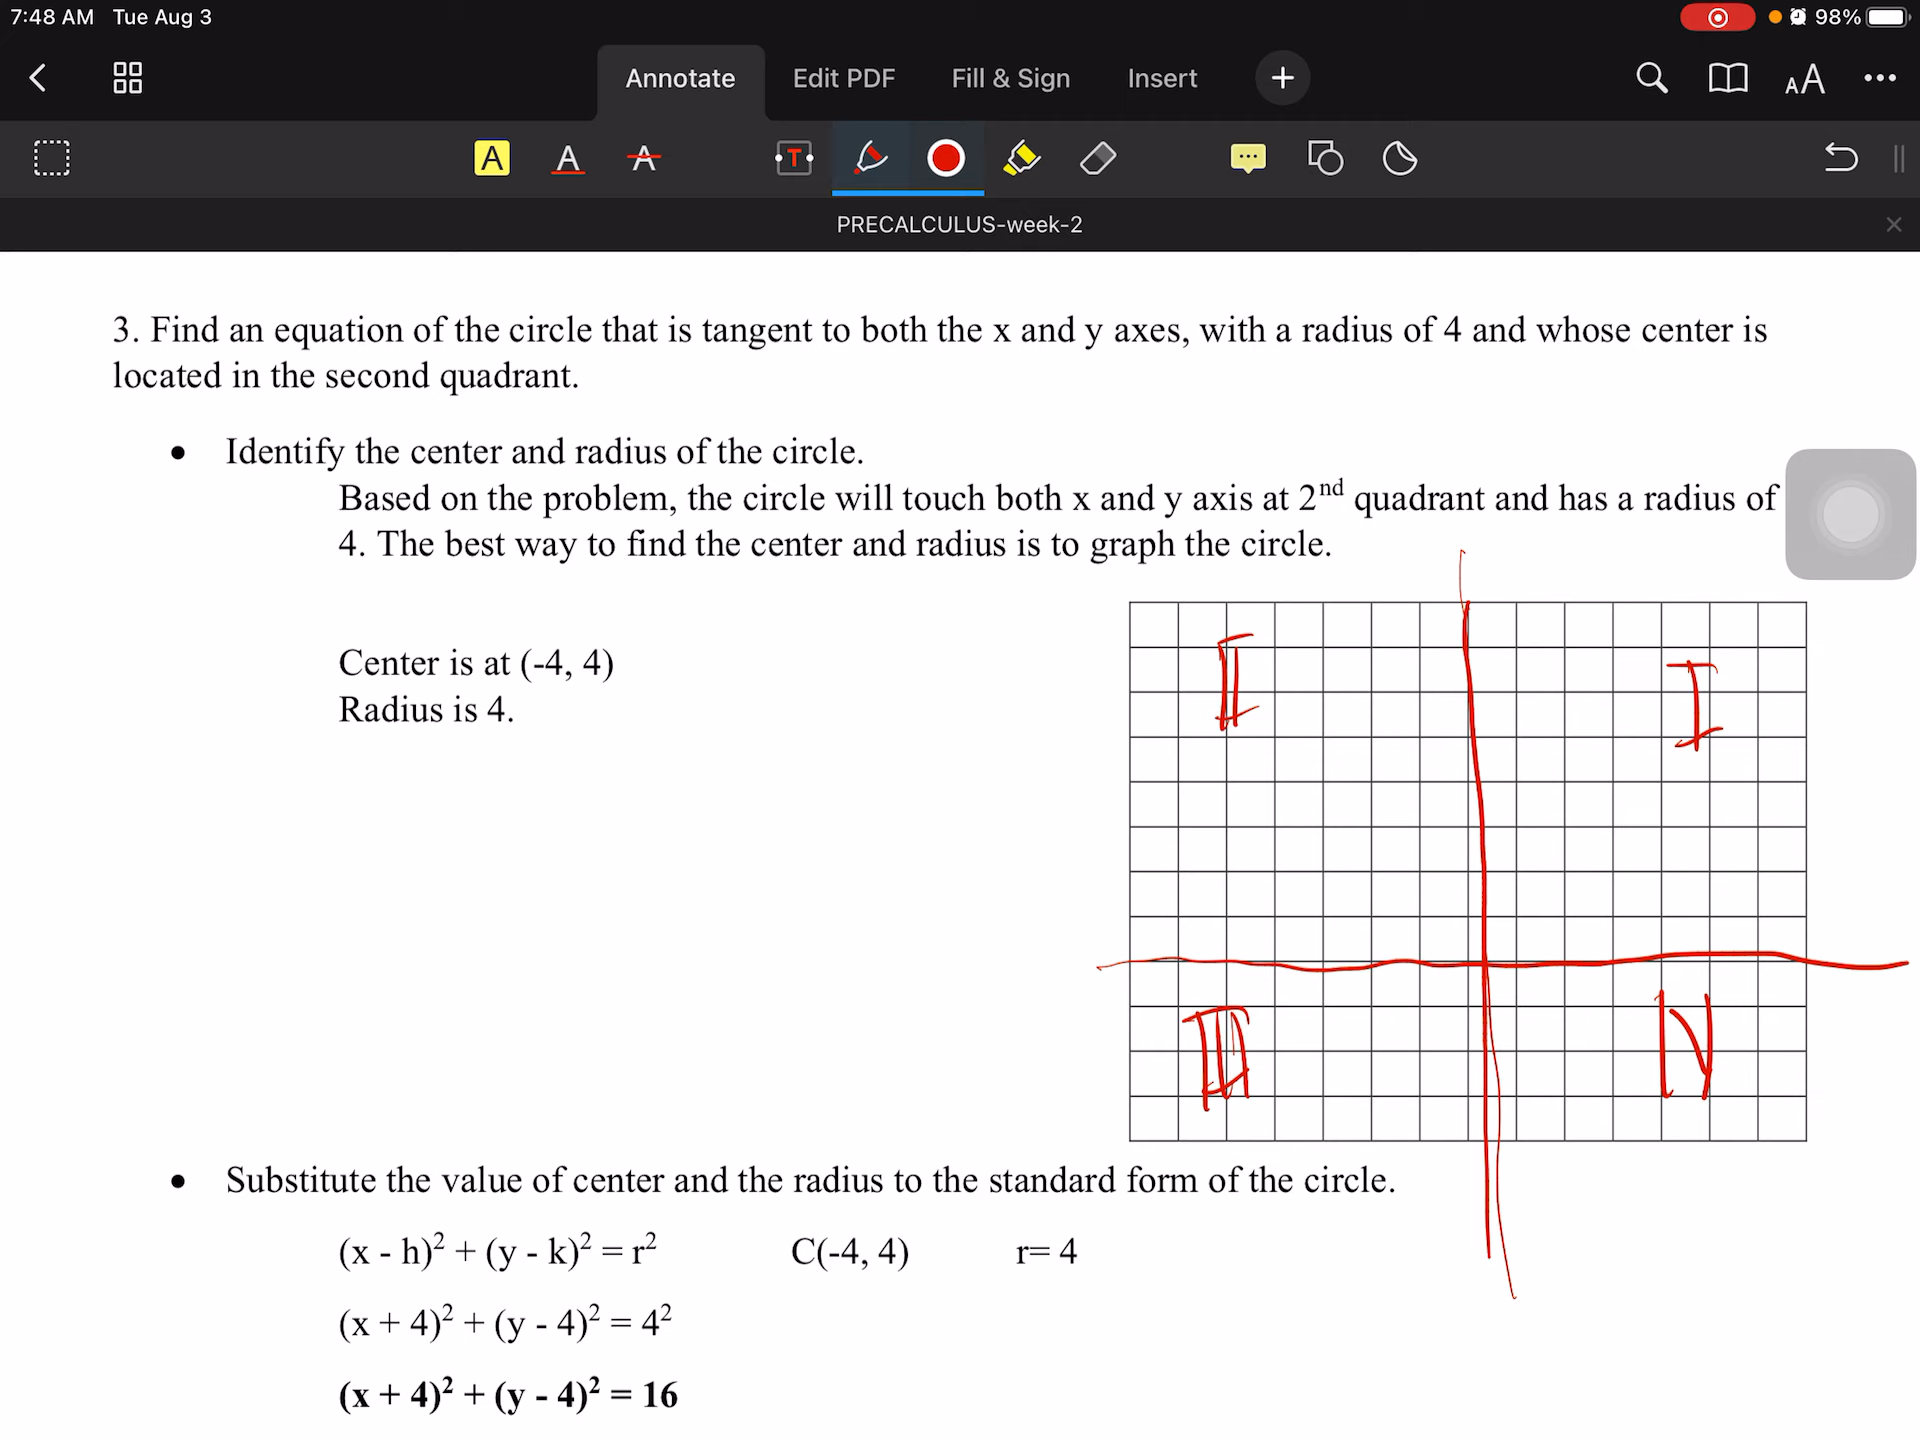 7:48 AM Tue Aug 3 98%
Annotate Edit PDF Fill & Sign Insert +
AA
A A A T
PRECALCULUS-week-2
3. Find an equation of the circle that is tangent to both the x and y axes, with a radius of 4 and whose center is
located in the second quadrant.
• Identify the center and radius of the circle.
Based on the problem, the circle will touch both x and y axis at 2nd quadrant and has a radius of
4. The best way to find the center and radius is to graph the circle.
Center is at (-4, 4)
Radius is 4.
II I
III IV
• Substitute the value of center and the radius to the standard form of the circle.
(x - h)² + (y - k)² = r² C(-4, 4) r= 4
(x + 4)² + (y - 4)² = 4²
(x + 4)² + (y - 4)² = 16